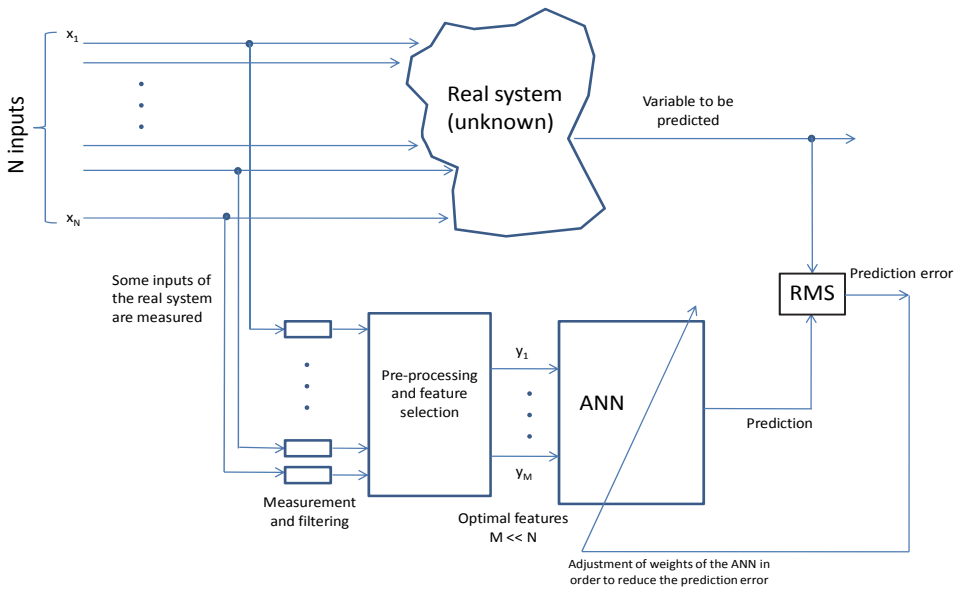 x1
N inputs
xN
Real system
(unknown)
Variable to be
predicted
Some inputs of
the real system
are measured
RMS
Prediction error
Pre-processing
and feature
selection
y1
yM
ANN
Prediction
Measurement
and filtering
Optimal features
M << N
Adjustment of weights of the ANN in
order to reduce the prediction error